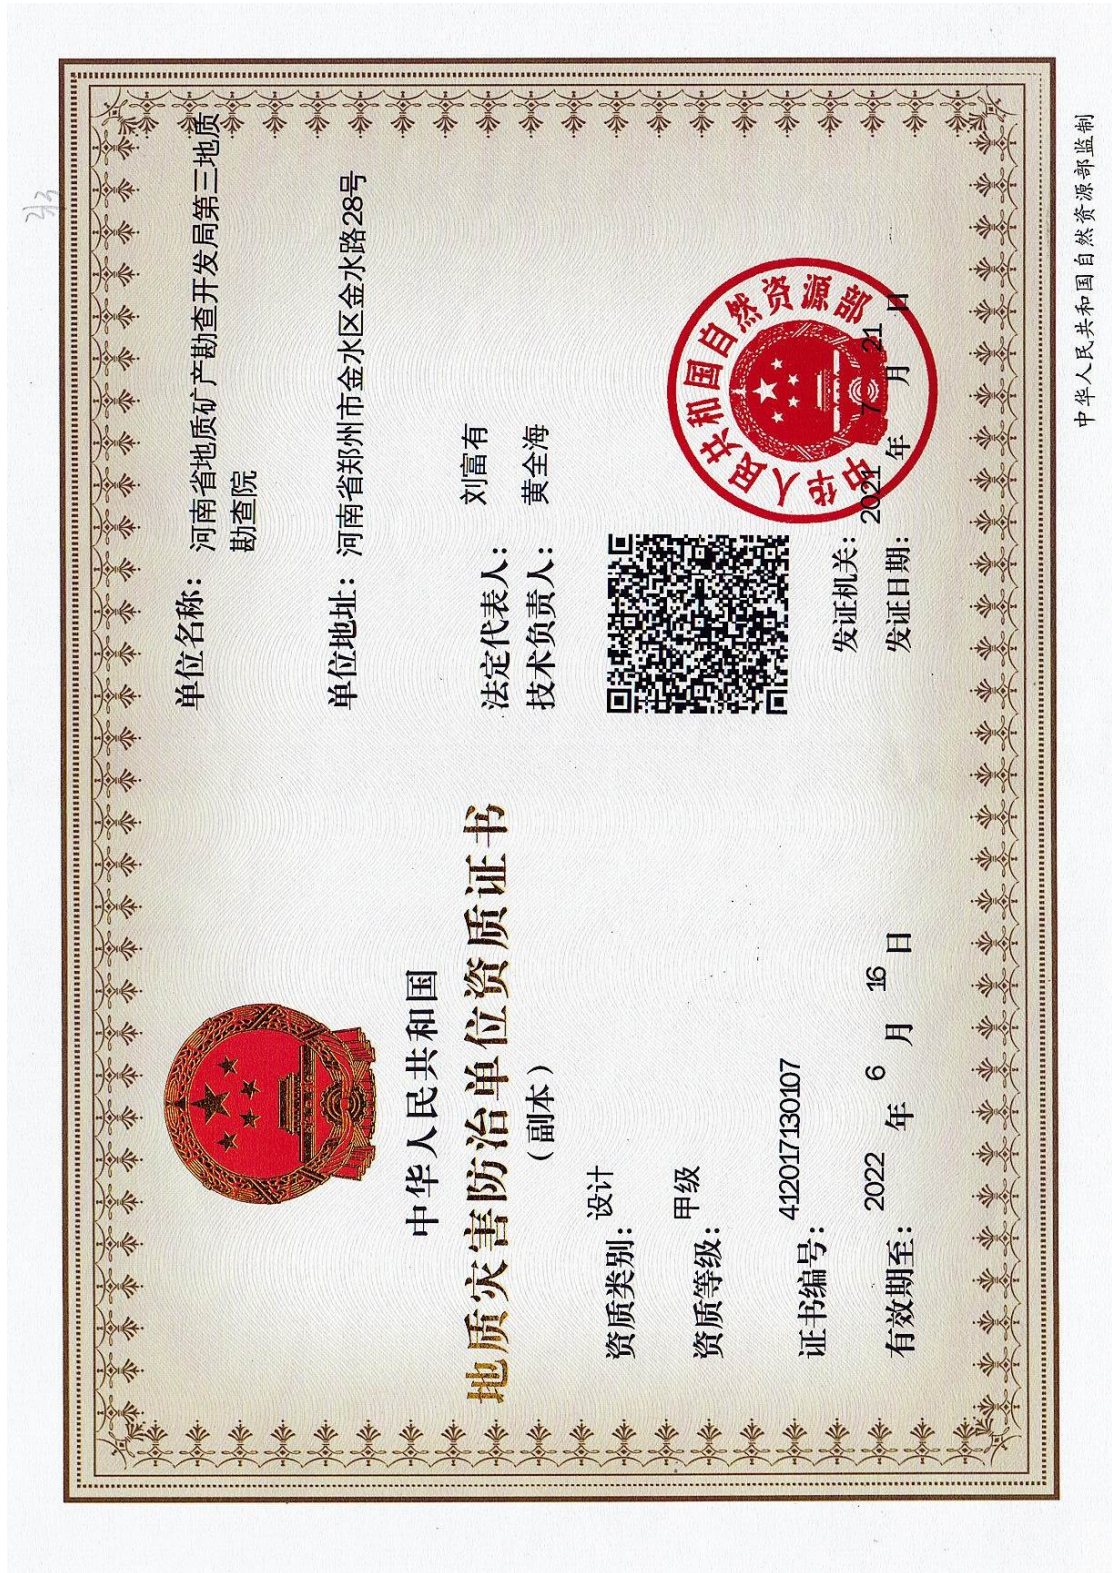 中华人民共和国
地质灾害防治单位资质证书
（副本）
资质类别：设计
资质等级：甲级
证书编号：412017130107
有效期至：2022 年 6 月 16 日
单位名称：河南省地质矿产勘查开发局第三地质
勘查院
单位地址：河南省郑州市金水区金水路28号
法定代表人：刘富有
技术负责人：黄全海
中华人民共和国自然资源部
发证机关：
发证日期：2021 年 7 月 21 日
中华人民共和国自然资源部监制